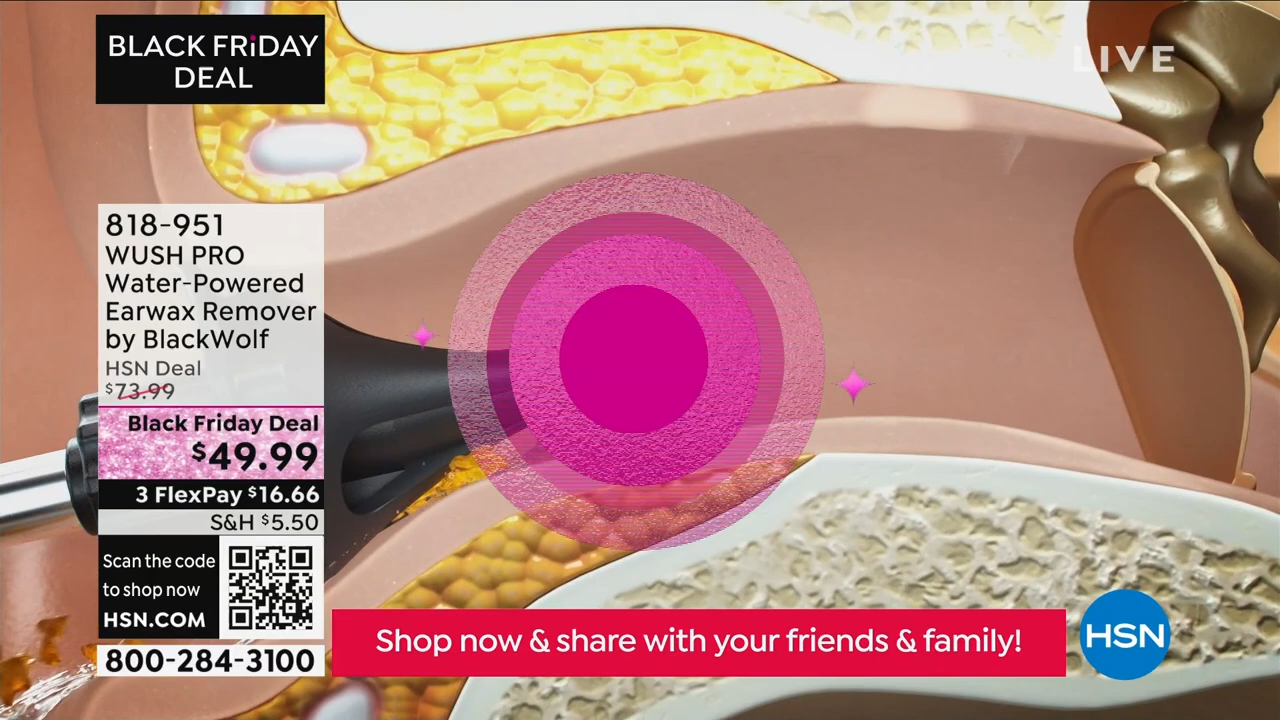 BLACK FRiDAY
DEAL
LIVE
818-951
WUSH PRO
Water-Powered
Earwax Remover
by BlackWolf
HSN Deal
$73.99
Black Friday Deal
$49.99
3 FlexPay $16.66
S&H $5.50
Scan the code
to shop now
HSN.COM
800-284-3100
Shop now & share with your friends & family!
HSN